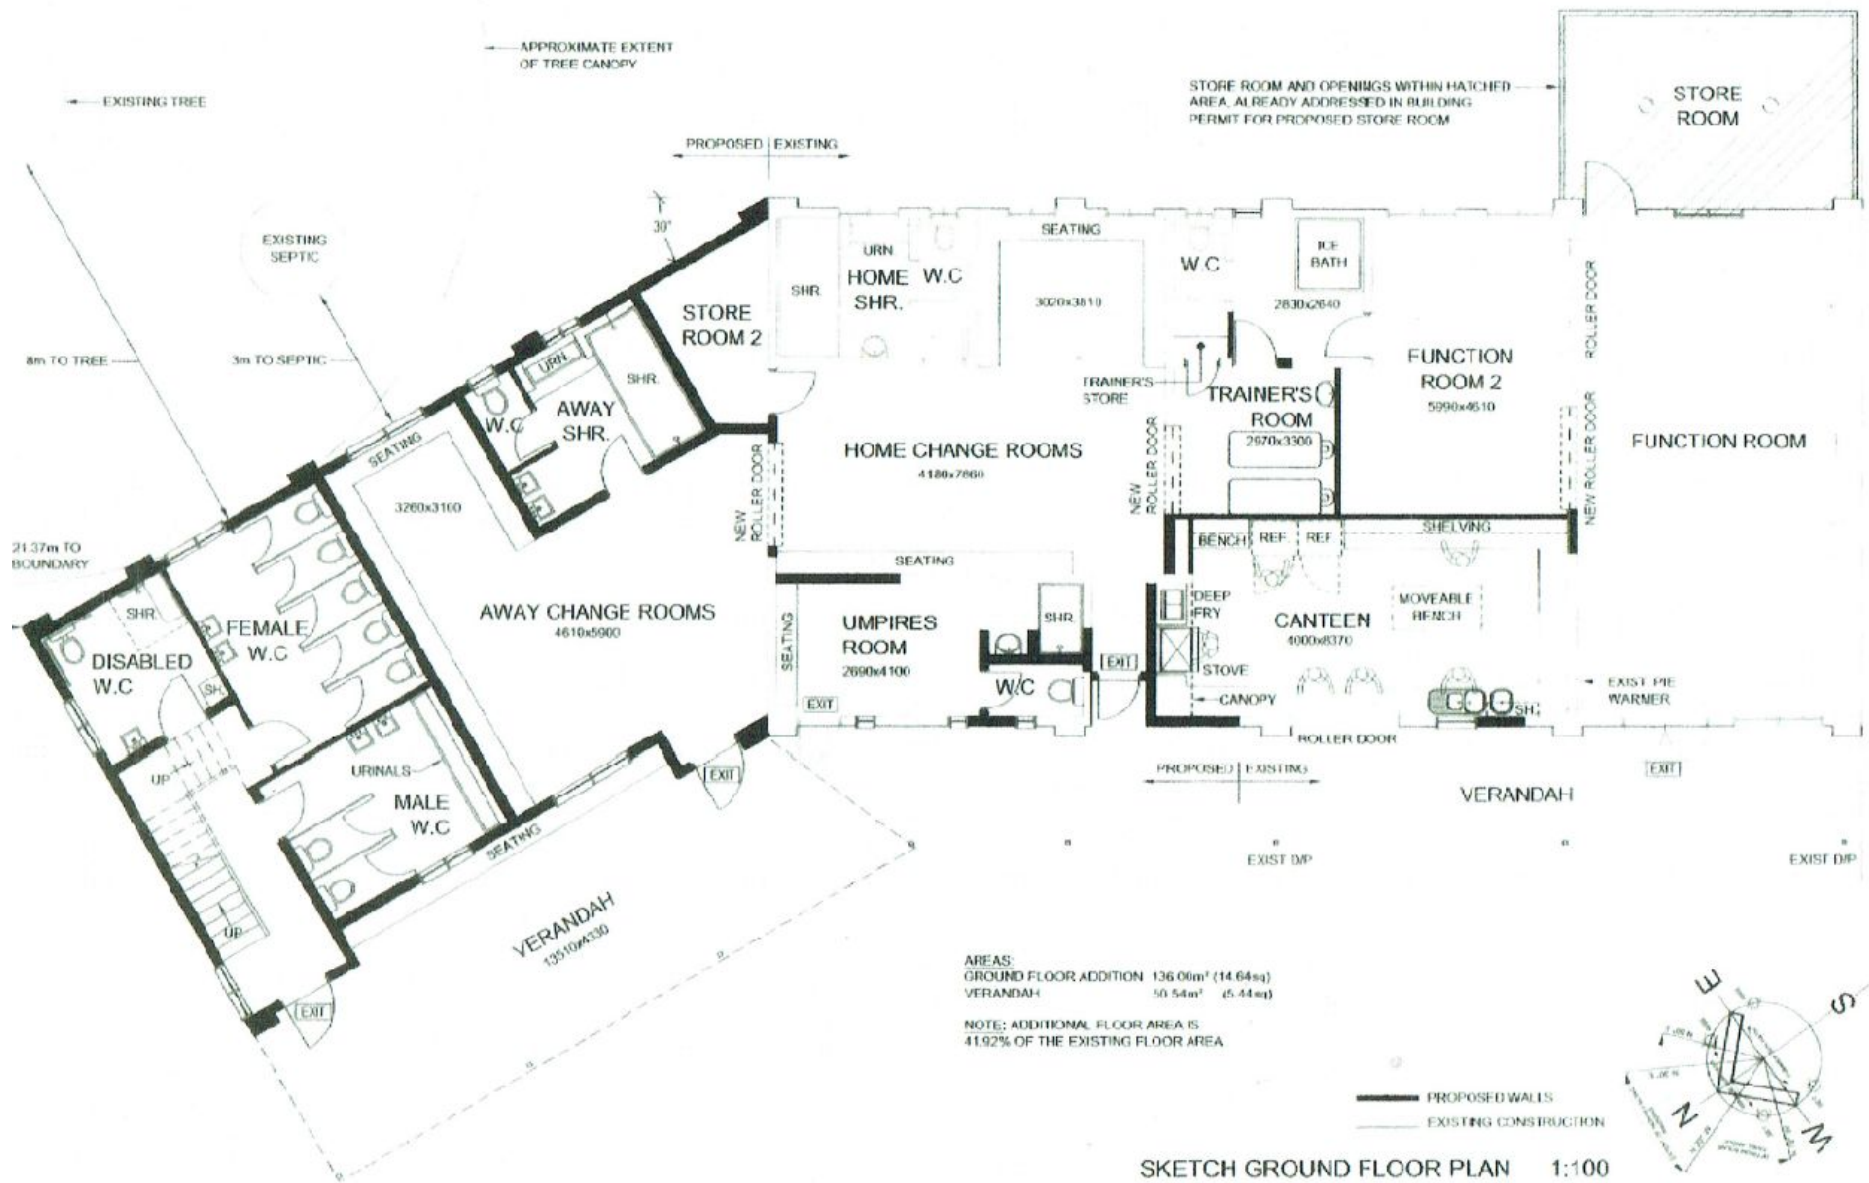 APPROXIMATE EXTENT
OF TREE CANOPY
EXISTING TREE
STORE ROOM AND OPENINGS WITHIN HATCHED
AREA, ALREADY ADDRESSED IN BUILDING
PERMIT FOR PROPOSED STORE ROOM
STORE
ROOM
PROPOSED EXISTING
30°
EXISTING
SEPTIC
8m TO TREE
3m TO SEPTIC
21.37m TO
BOUNDARY
STORE
ROOM 2
SHR.
URN
HOME
SHR.
W.C
SEATING
3020x3810
W.C
ICE
BATH
2830x2640
ROLLER DOOR
FUNCTION
ROOM 2
5990x4610
TRAINER'S
STORE
TRAINER'S
ROOM
2970x3300
NEW ROLLER DOOR
FUNCTION ROOM
URN
SHR.
AWAY
SHR.
W.C
SEATING
3260x3100
NEW
ROLLER DOOR
HOME CHANGE ROOMS
4180x7860
NEW
ROLLER DOOR
SEATING
BENCH
REF
REF
SHELVING
DEEP
FRY
CANTEEN
4000x8370
MOVEABLE
BENCH
STOVE
CANOPY
SH.
EXIST PIE
WARMER
SHR.
DISABLED
W.C
SH.
FEMALE
W.C
AWAY CHANGE ROOMS
4610x5900
SEATING
UMPIRES
ROOM
2690x4100
SHR.
W/C
EXIT
EXIT
ROLLER DOOR
PROPOSED EXISTING
EXIT
VERANDAH
UP
URINALS
MALE
W.C
EXIT
SEATING
UP
EXIT
VERANDAH
13510x4330
EXIST D/P
EXIST D/P
AREAS:
GROUND FLOOR ADDITION 136.00m² (14.64sq)
VERANDAH 50.54m² (5.44sq)
NOTE: ADDITIONAL FLOOR AREA IS
41.92% OF THE EXISTING FLOOR AREA
PROPOSED WALLS
EXISTING CONSTRUCTION
E
S
N
W
SKETCH GROUND FLOOR PLAN 1:100